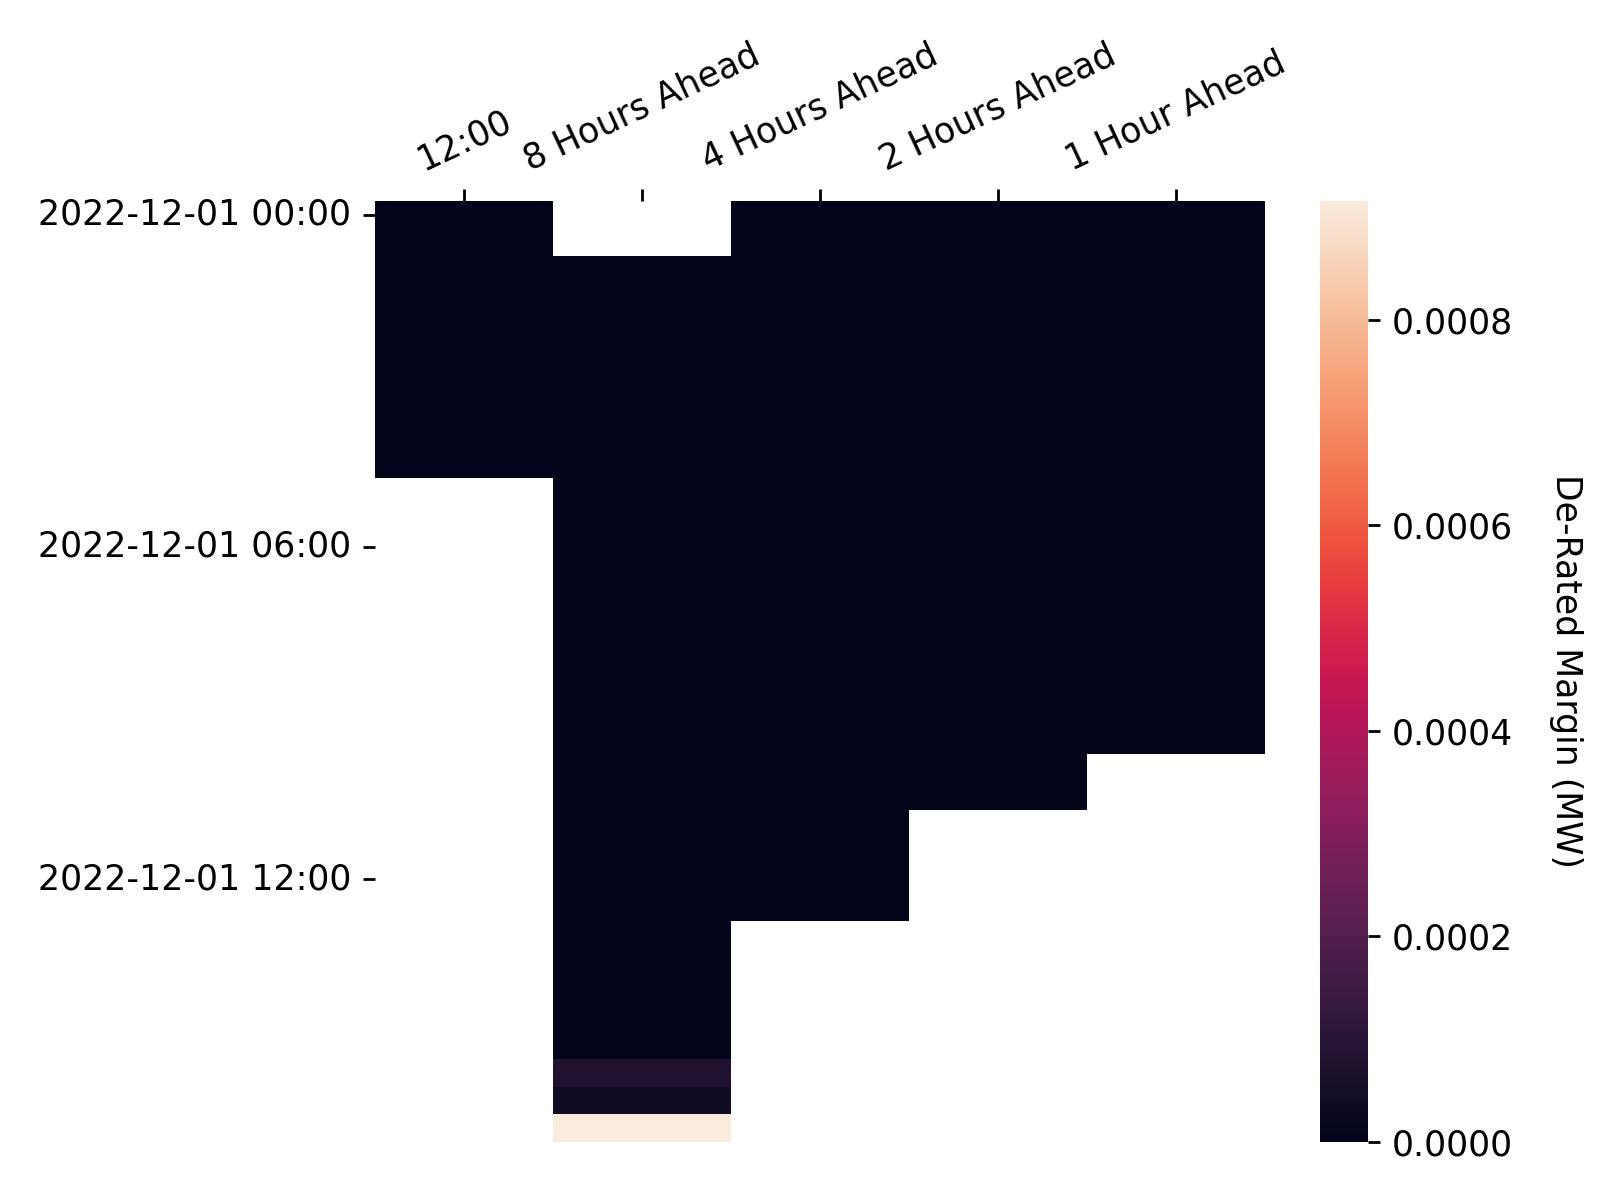 12:00
8 Hours Ahead
4 Hours Ahead
2 Hours Ahead
1 Hour Ahead
2022-12-01 00:00
2022-12-01 06:00
2022-12-01 12:00
0.0008
0.0006
0.0004
0.0002
0.0000
De-Rated Margin (MW)